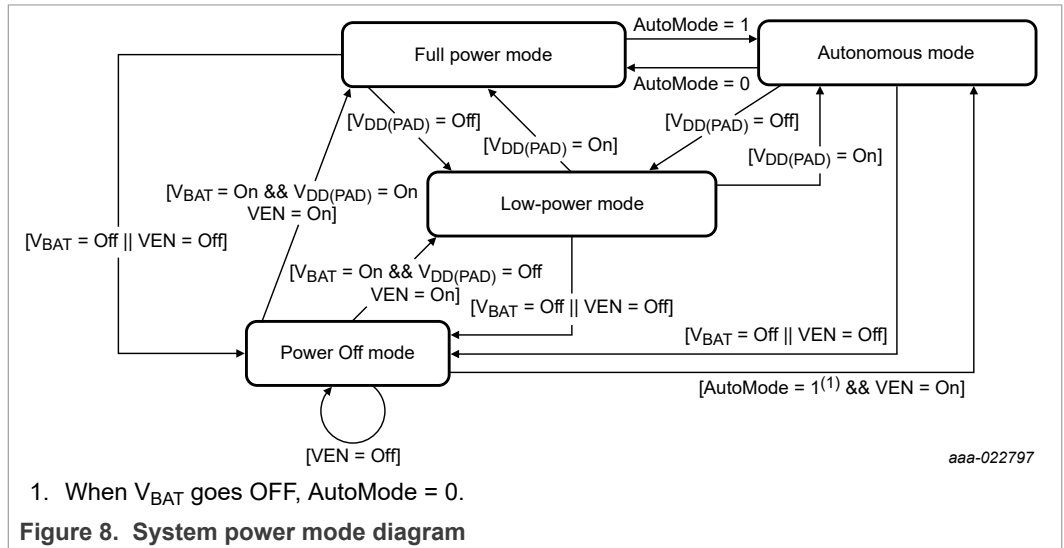 AutoMode = 1
Full power mode
Autonomous mode
AutoMode = 0
[VDD(PAD) = Off]
[VDD(PAD) = Off]
[VDD(PAD) = On]
[VDD(PAD) = On]
[VBAT = On && VDD(PAD) = On
VEN = On]
Low-power mode
[VBAT = Off || VEN = Off]
[VBAT = On && VDD(PAD) = Off
VEN = On]
[VBAT = Off || VEN = Off]
[VBAT = Off || VEN = Off]
Power Off mode
[AutoMode = 1(1) && VEN = On]
[VEN = Off]
aaa-022797
1. When VBAT goes OFF, AutoMode = 0.
Figure 8. System power mode diagram